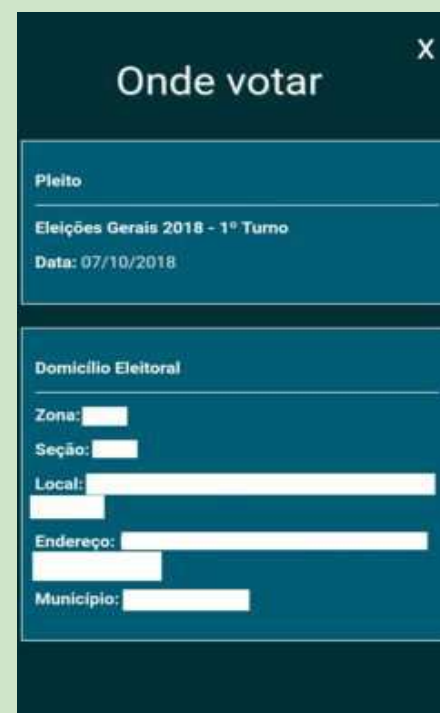 X
Onde votar
Pleito
Eleições Gerais 2018 - 1º Turno
Data: 07/10/2018
Domicílio Eleitoral
Zona:
Seção:
Local:
Endereço:
Município: